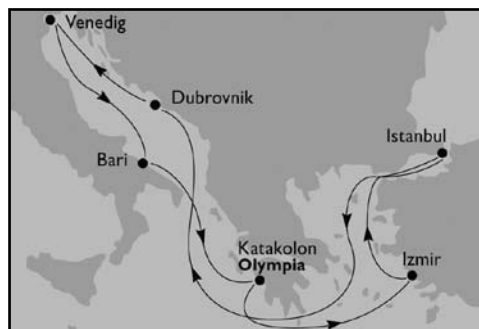 Venedig
Dubrovnik
Istanbul
Bari
Katakolon
Olympia
Izmir